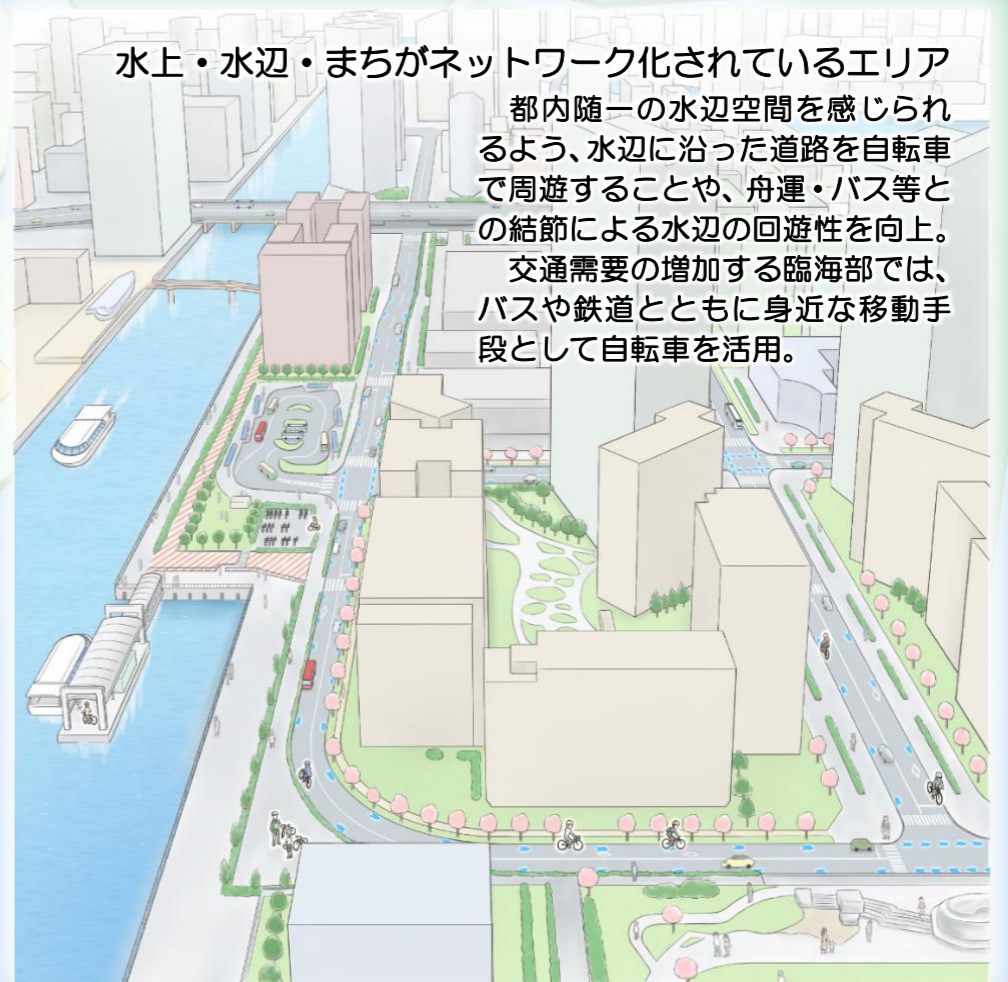 水上・水辺・まちがネットワーク化されているエリア
都内随一の水辺空間を感じられ
るよう、水辺に沿った道路を自転車
で周遊することや、舟運・バス等と
の結節による水辺の回遊性を向上。
交通需要の増加する臨海部では、
バスや鉄道とともに身近な移動手
段として自転車を活用。